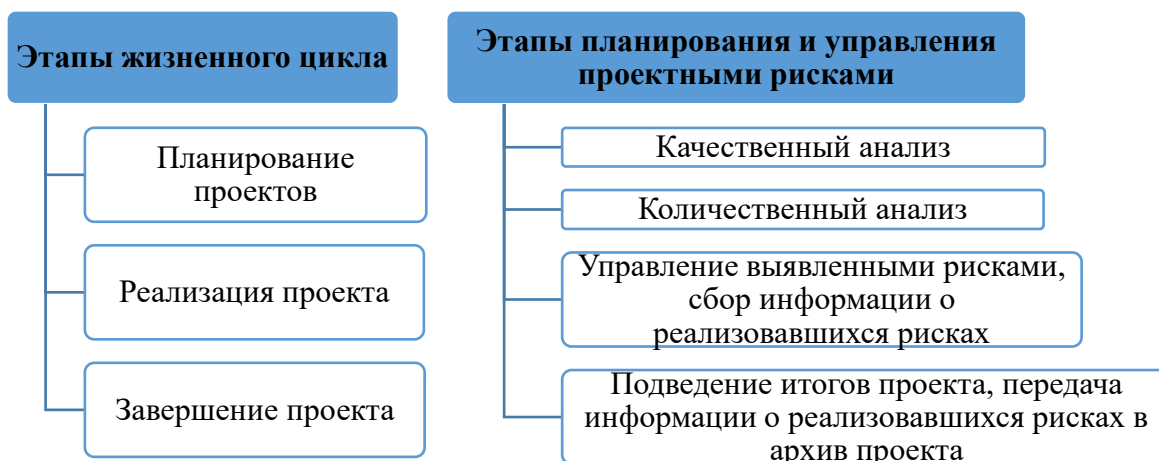 Этапы жизненного цикла
Планирование
проектов
Реализация проекта
Завершение проекта
Этапы планирования и управления
проектными рисками
Качественный анализ
Количественный анализ
Управление выявленными рисками,
сбор информации о
реализовавшихся рисках
Подведение итогов проекта, передача
информации о реализовавшихся рисках в
архив проекта